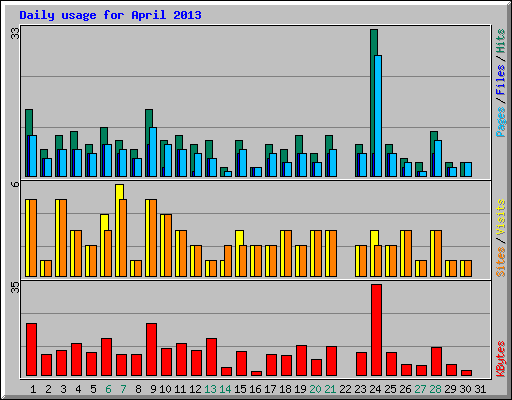 Daily usage for April 2013
33
Pages / Files / Hits
6
Sites / Visits
35
KBytes
1 2 3 4 5 6 7 8 9 10 11 12 13 14 15 16 17 18 19 20 21 22 23 24 25 26 27 28 29 30 31